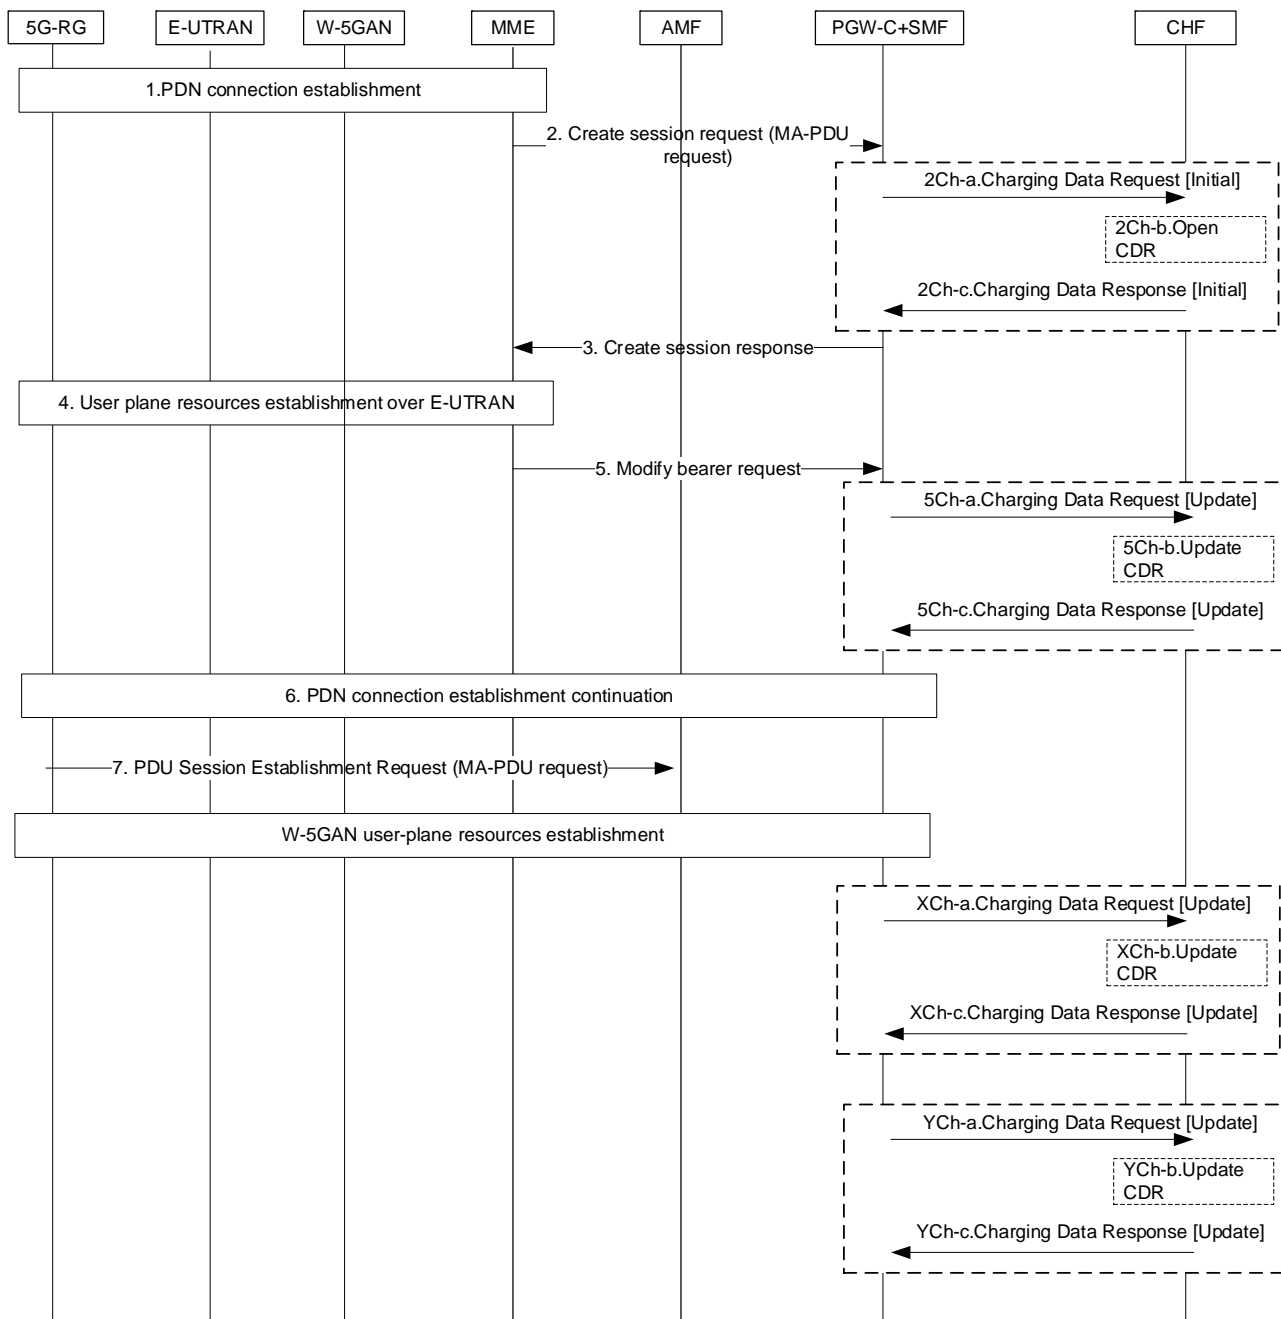 5G-RG
E-UTRAN
W-5GAN
MME
AMF
PGW-C+SMF
CHF
1.PDN connection establishment
2. Create session request (MA-PDU
request)
2Ch-a.Charging Data Request [Initial]
2Ch-b.Open
CDR
2Ch-c.Charging Data Response [Initial]
3. Create session response
4. User plane resources establishment over E-UTRAN
5. Modify bearer request
5Ch-a.Charging Data Request [Update]
5Ch-b.Update
CDR
5Ch-c.Charging Data Response [Update]
6. PDN connection establishment continuation
7. PDU Session Establishment Request (MA-PDU request)
W-5GAN user-plane resources establishment
XCh-a.Charging Data Request [Update]
XCh-b.Update
CDR
XCh-c.Charging Data Response [Update]
YCh-a.Charging Data Request [Update]
YCh-b.Update
CDR
YCh-c.Charging Data Response [Update]